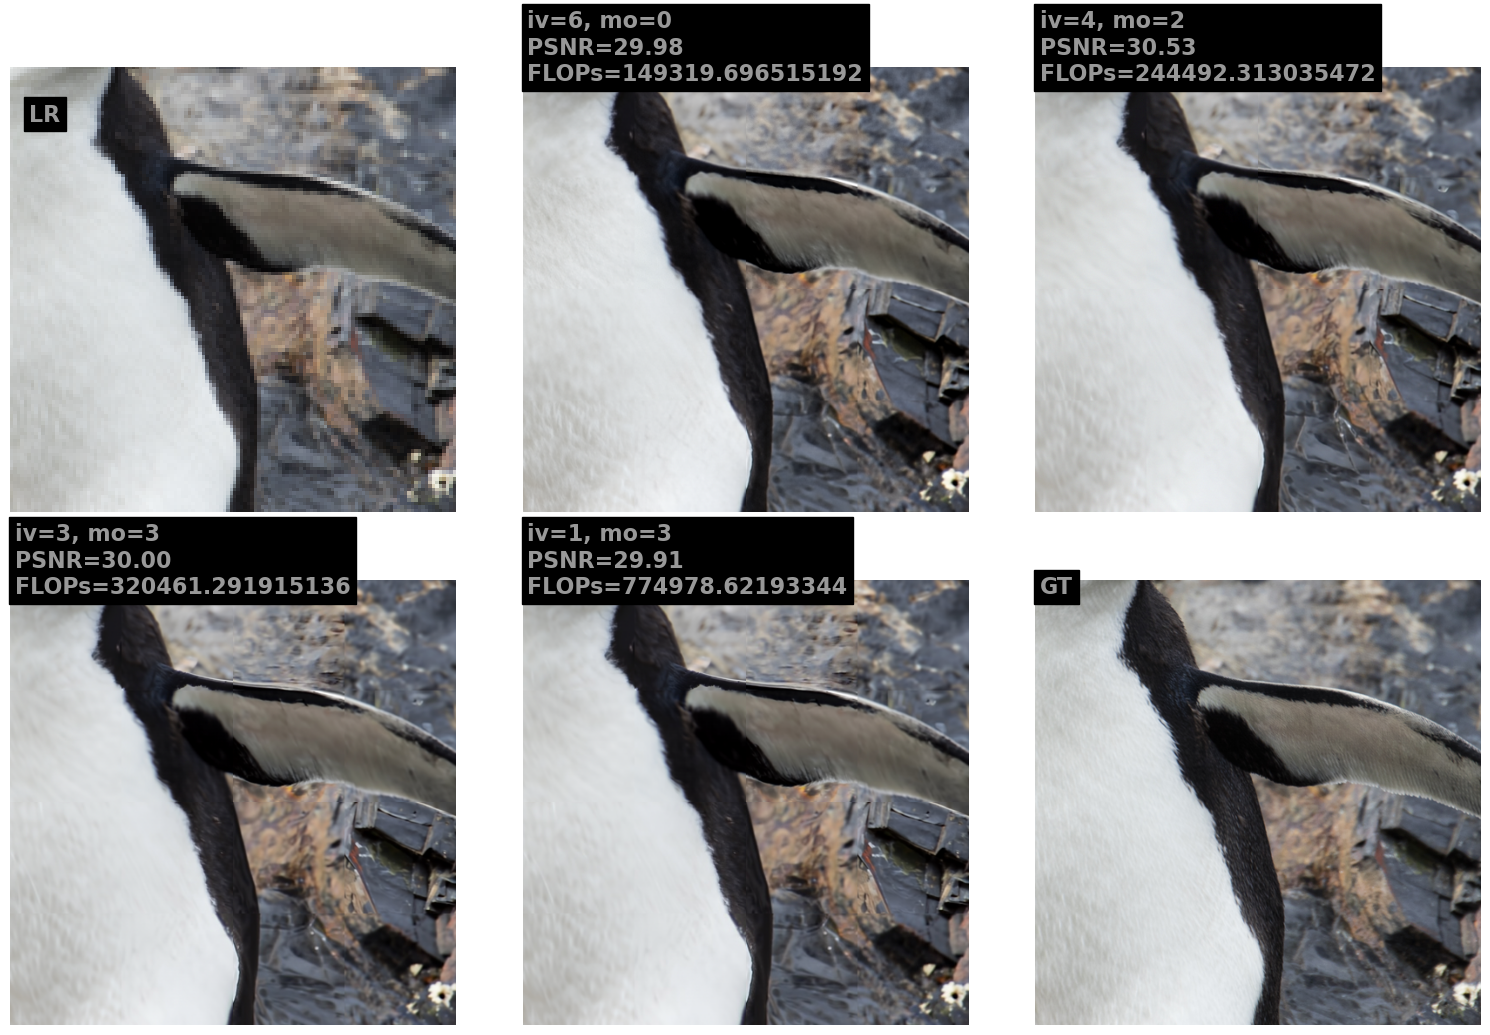 LR
iv=6, mo=0
PSNR=29.98
FLOPs=149319.696515192
iv=4, mo=2
PSNR=30.53
FLOPs=244492.313035472
iv=3, mo=3
PSNR=30.00
FLOPs=320461.291915136
iv=1, mo=3
PSNR=29.91
FLOPs=774978.62193344
GT